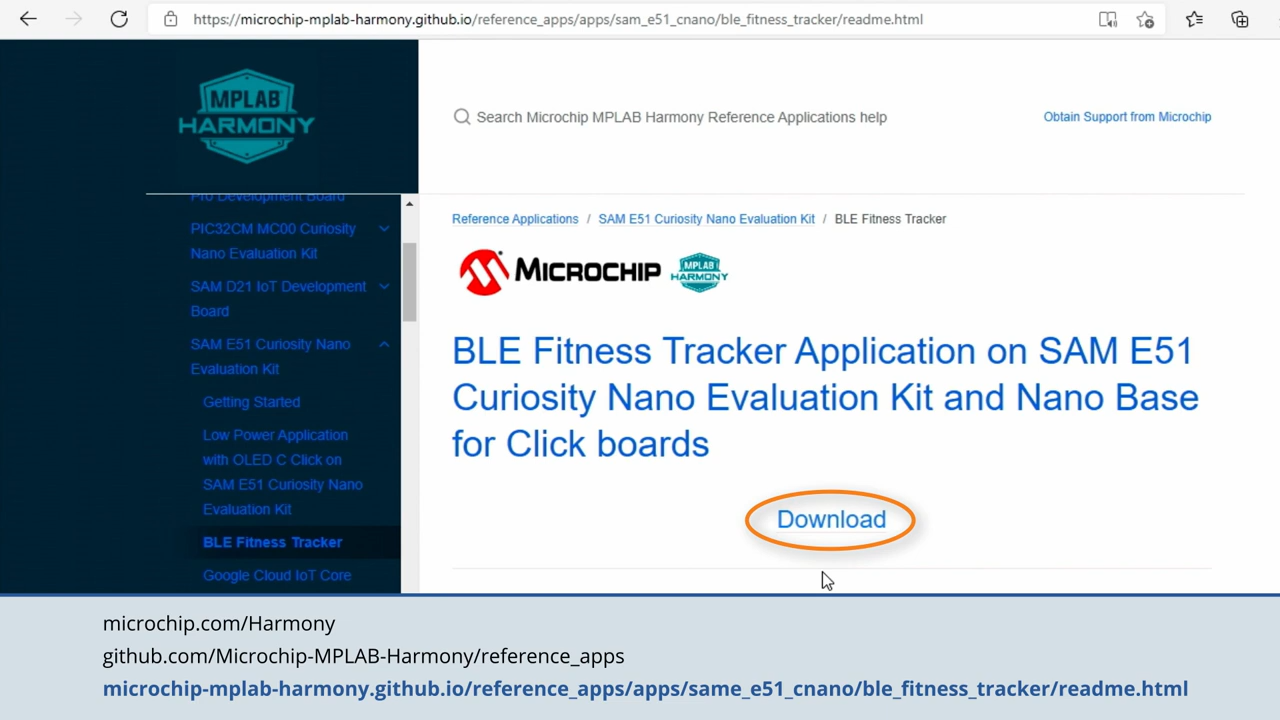 https://microchip-mplab-harmony.github.io/reference_apps/apps/sam_e51_cnano/ble_fitness_tracker/readme.html
MPLAB
HARMONY
Search Microchip MPLAB Harmony Reference Applications help
Obtain Support from Microchip
Pro Development Board
PIC32CM MC00 Curiosity
Nano Evaluation Kit
SAM D21 IoT Development
Board
SAM E51 Curiosity Nano
Evaluation Kit
Getting Started
Low Power Application
with OLED C Click on
SAM E51 Curiosity Nano
Evaluation Kit
BLE Fitness Tracker
Google Cloud IoT Core
Reference Applications / SAM E51 Curiosity Nano Evaluation Kit / BLE Fitness Tracker
MICROCHIP MPLAB HARMONY
BLE Fitness Tracker Application on SAM E51
Curiosity Nano Evaluation Kit and Nano Base
for Click boards
Download
microchip.com/Harmony
github.com/Microchip-MPLAB-Harmony/reference_apps
microchip-mplab-harmony.github.io/reference_apps/apps/same_e51_cnano/ble_fitness_tracker/readme.html